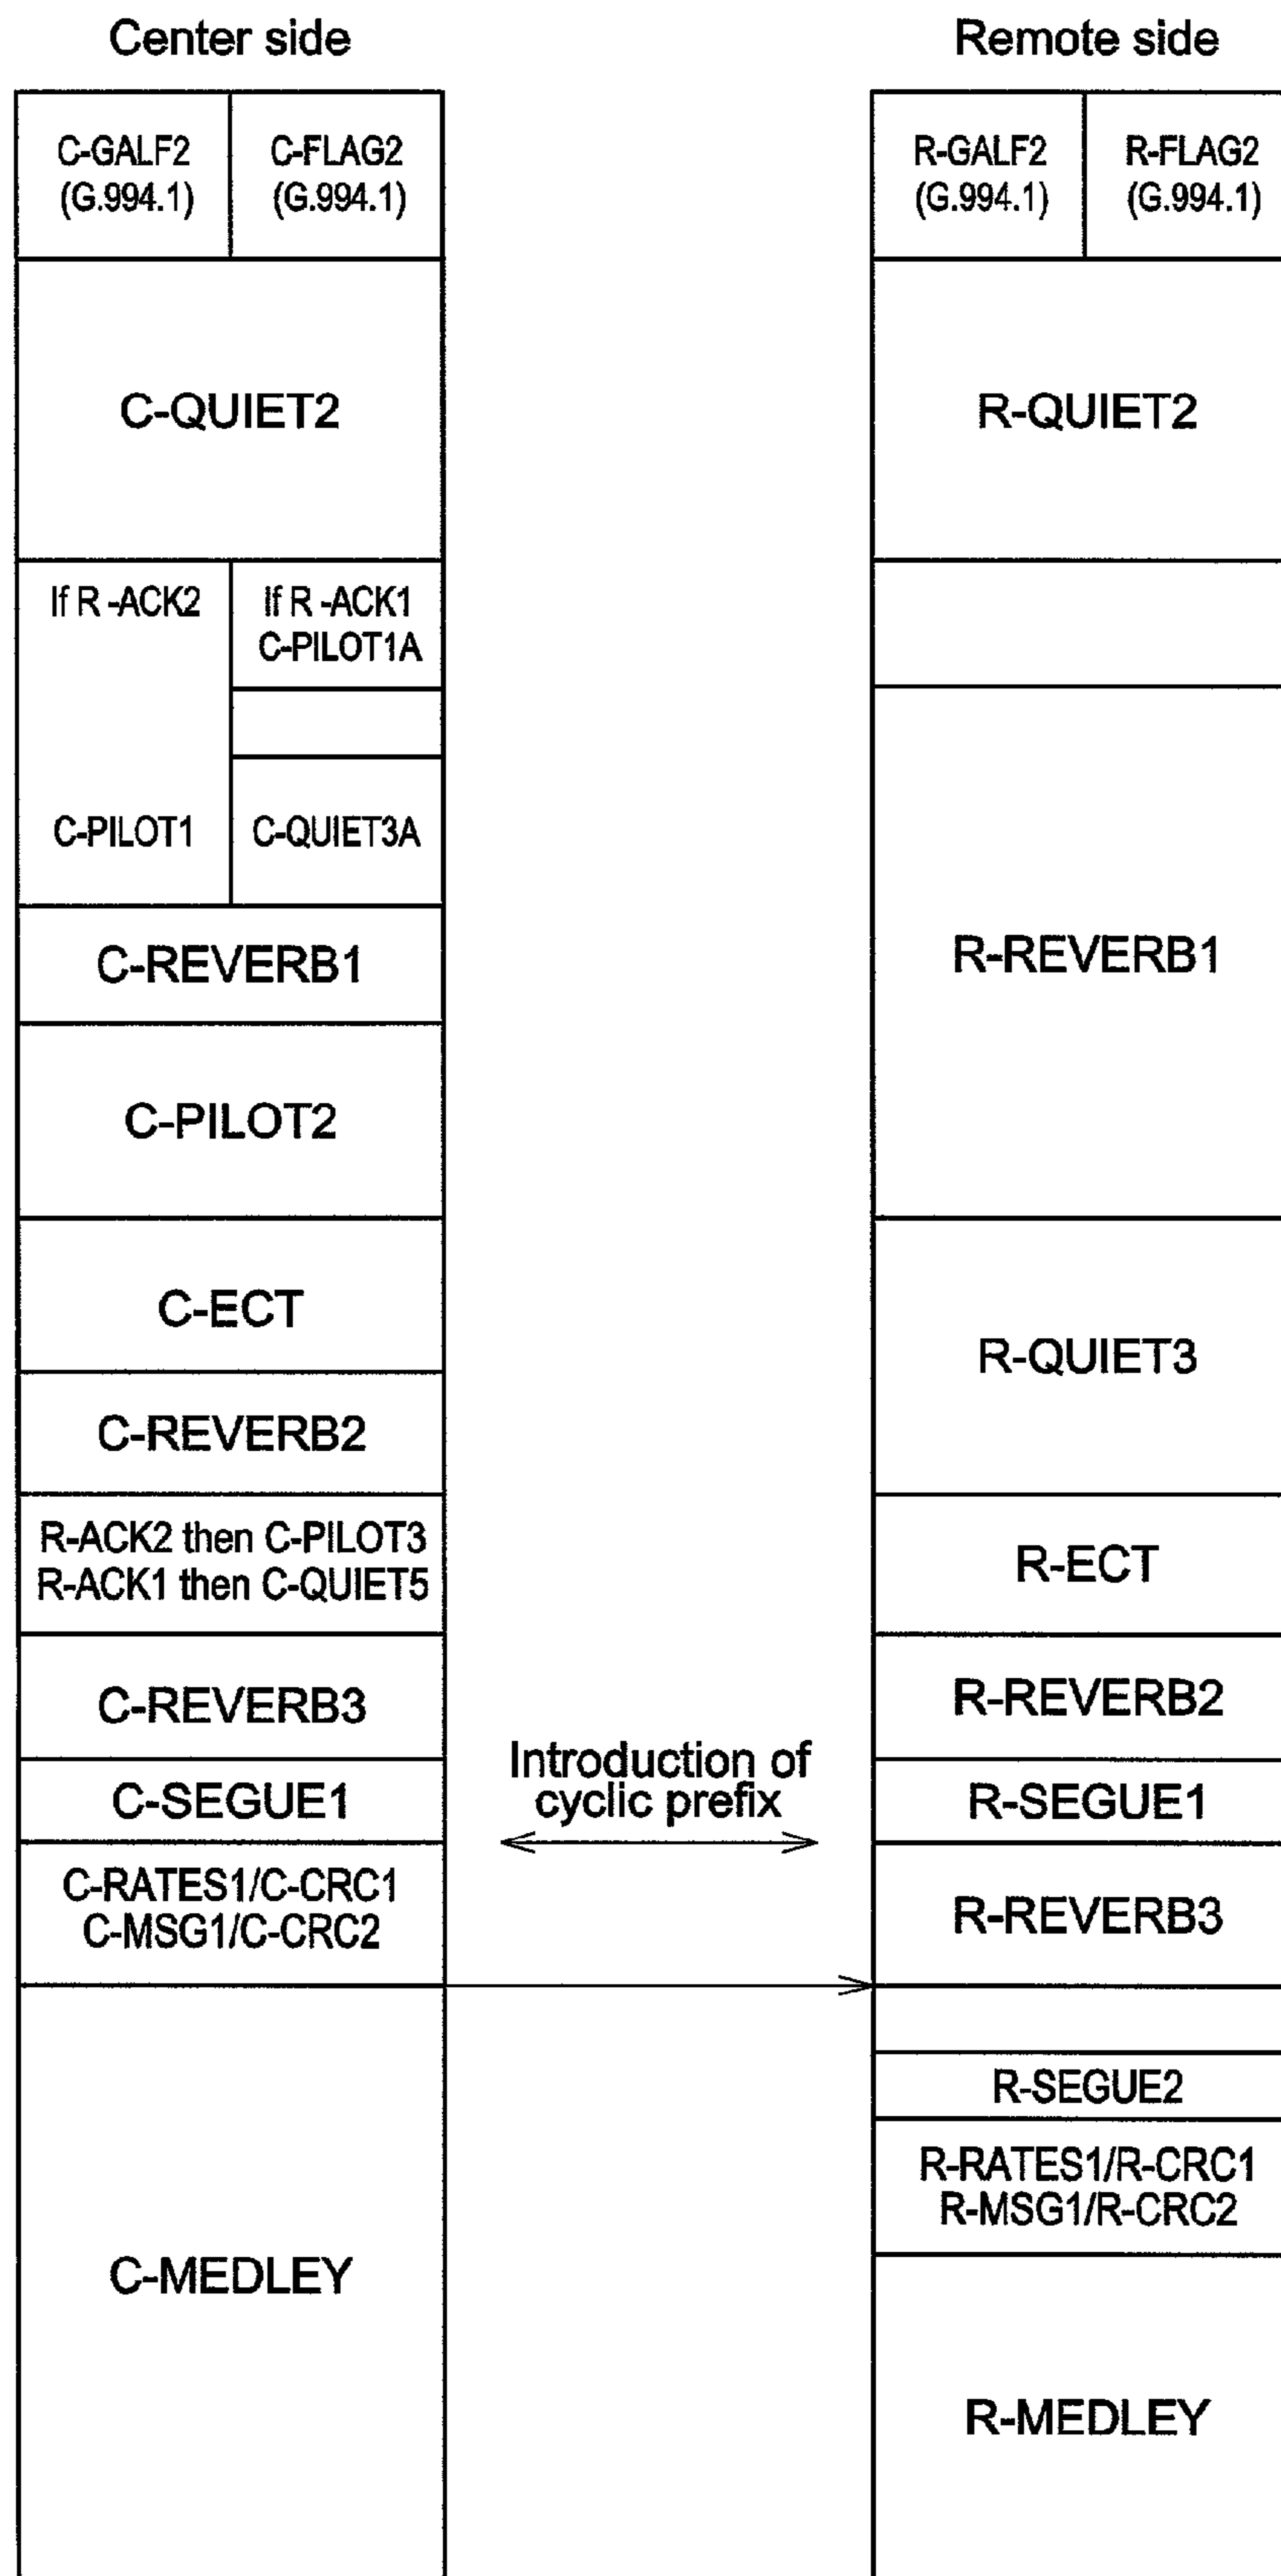 Center side
C-GALF2
(G.994.1)
C-FLAG2
(G.994.1)
C-QUIET2
If R -ACK2
C-PILOT1
If R -ACK1
C-PILOT1A
C-QUIET3A
C-REVERB1
C-PILOT2
C-ECT
C-REVERB2
R-ACK2 then C-PILOT3
R-ACK1 then C-QUIET5
C-REVERB3
C-SEGUE1
C-RATES1/C-CRC1
C-MSG1/C-CRC2
C-MEDLEY
Introduction of
cyclic prefix
Remote side
R-GALF2
(G.994.1)
R-FLAG2
(G.994.1)
R-QUIET2
R-REVERB1
R-QUIET3
R-ECT
R-REVERB2
R-SEGUE1
R-REVERB3
R-SEGUE2
R-RATES1/R-CRC1
R-MSG1/R-CRC2
R-MEDLEY